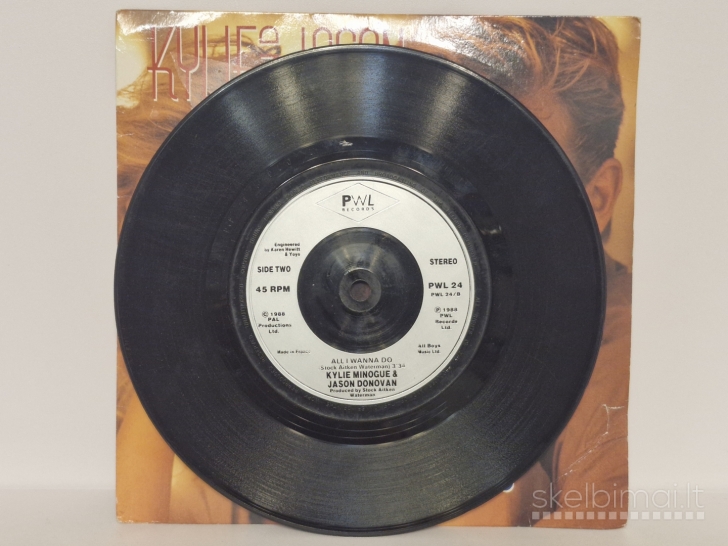 KYLIE & JASON
PWL
RECORDS
Engineered
by Karen Hewitt
& Yoyo
SIDE TWO
45 RPM
© 1988
PAL
Productions
Ltd.
Made in France
STEREO
PWL 24
PWL 24/B
℗ 1988
PWL
Records
Ltd.
All Boys
Music Ltd
ALL I WANNA DO
(Stock Aitken Waterman) 3:34
KYLIE MINOGUE &
JASON DONOVAN
Produced by Stock Aitken
Waterman
skelbimai.lt